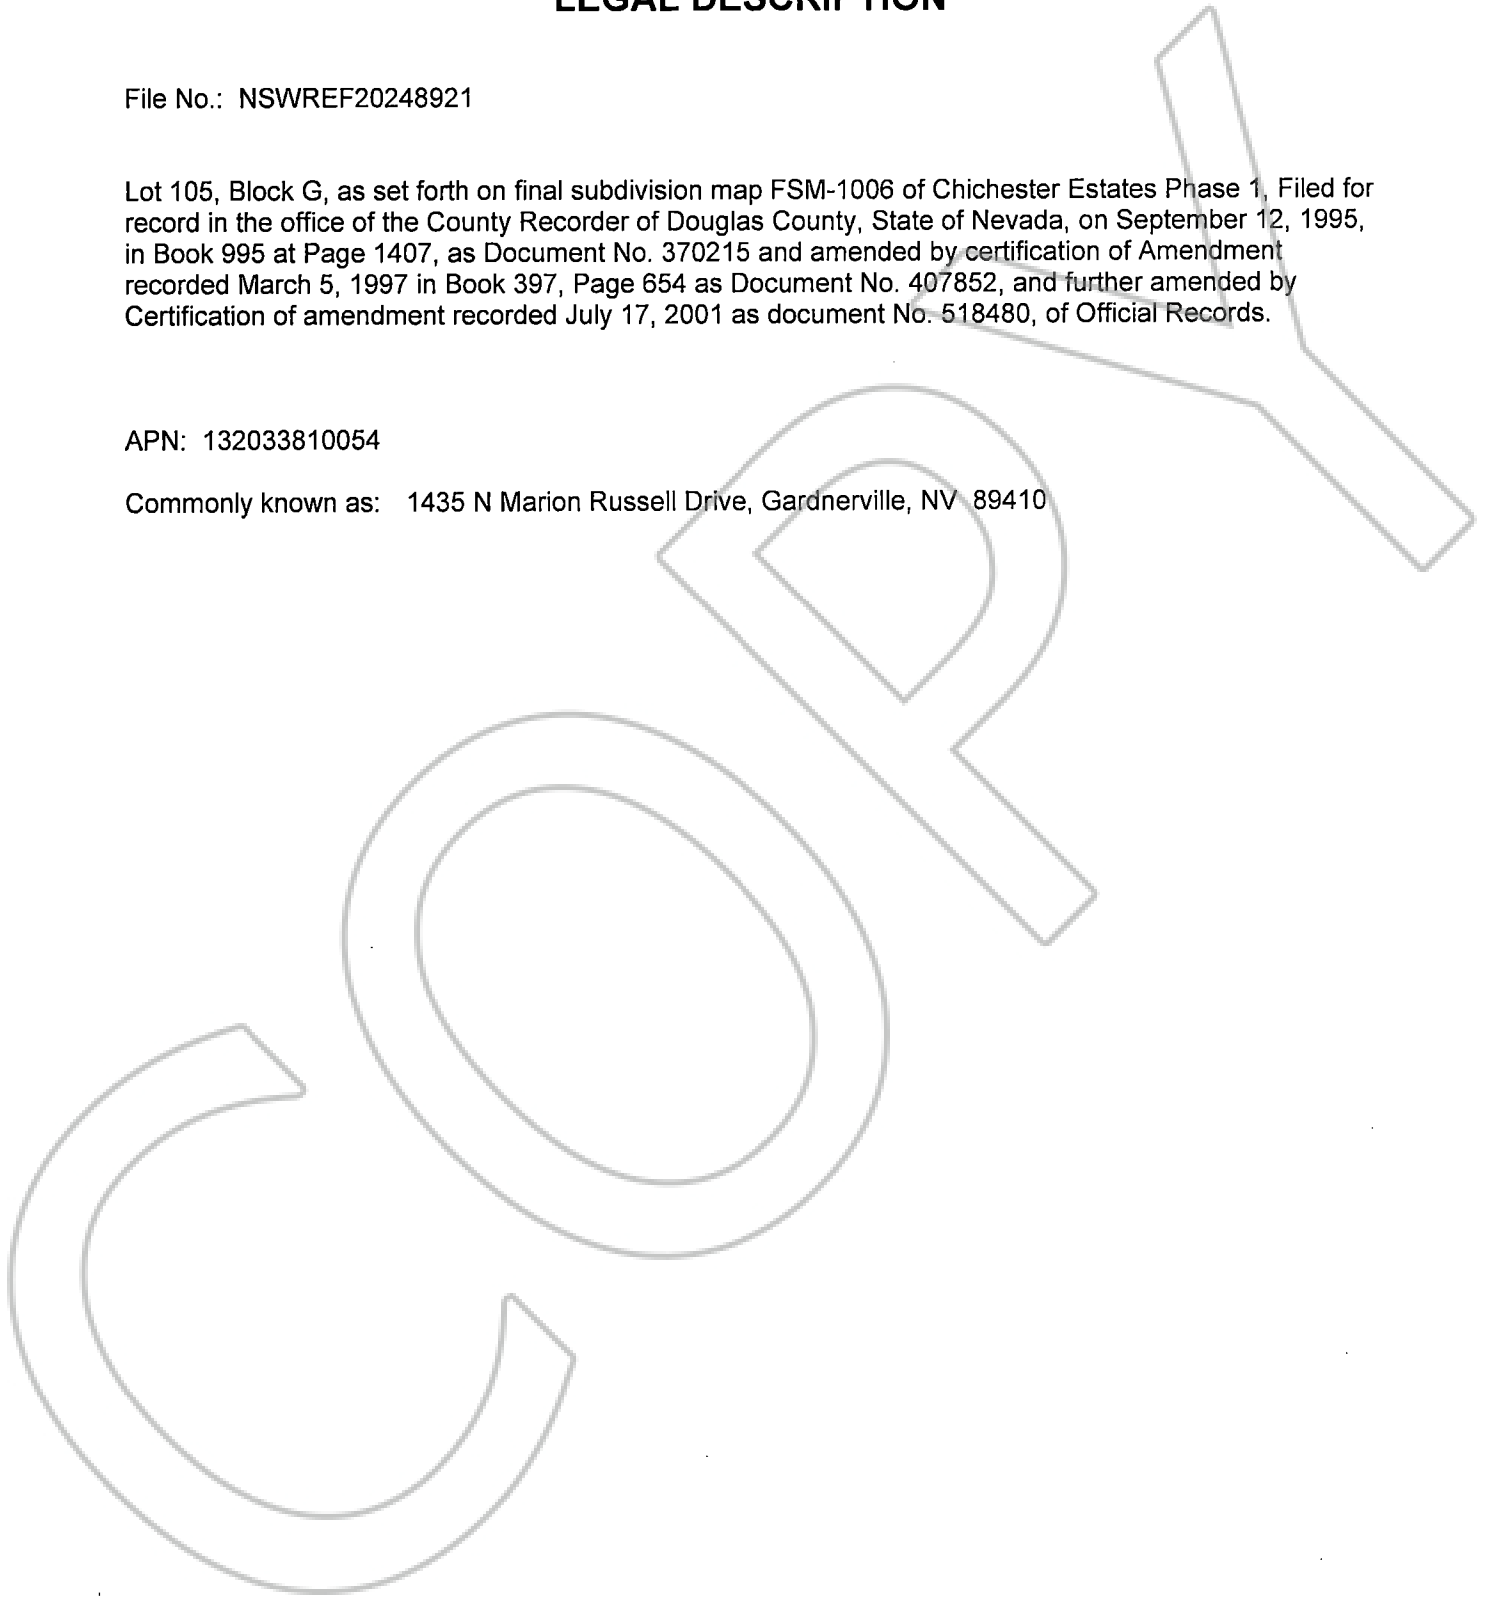 LEGAL DESCRIPTION
File No.: NSWREF20248921
Lot 105, Block G, as set forth on final subdivision map FSM-1006 of Chichester Estates Phase 1, Filed for
record in the office of the County Recorder of Douglas County, State of Nevada, on September 12, 1995,
in Book 995 at Page 1407, as Document No. 370215 and amended by certification of Amendment
recorded March 5, 1997 in Book 397, Page 654 as Document No. 407852, and further amended by
Certification of amendment recorded July 17, 2001 as document No. 518480, of Official Records.
APN: 132033810054
Commonly known as: 1435 N Marion Russell Drive, Gardnerville, NV 89410
COPY